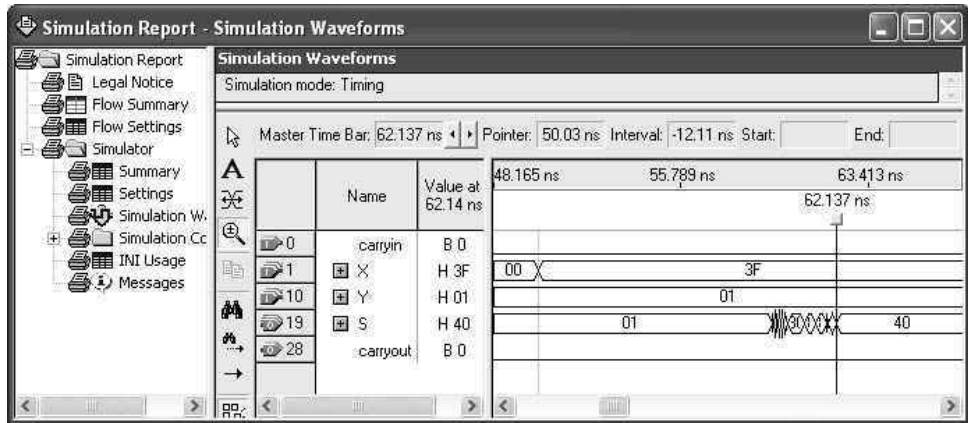 Simulation Report - Simulation Waveforms
Simulation Report
Legal Notice
Flow Summary
Flow Settings
Simulator
Summary
Settings
Simulation W
Simulation Cc
INI Usage
Messages
Simulation Waveforms
Simulation mode: Timing
Master Time Bar: 62.137 ns Pointer: 50.03 ns Interval: -12.11 ns Start: End:
Name Value at 62.14 ns
48.165 ns 55.789 ns 63.413 ns
62.137 ns
0 carryin B 0
1 X H 3F 00 3F
10 Y H 01 01
19 S H 40 01 40
28 carryout B 0